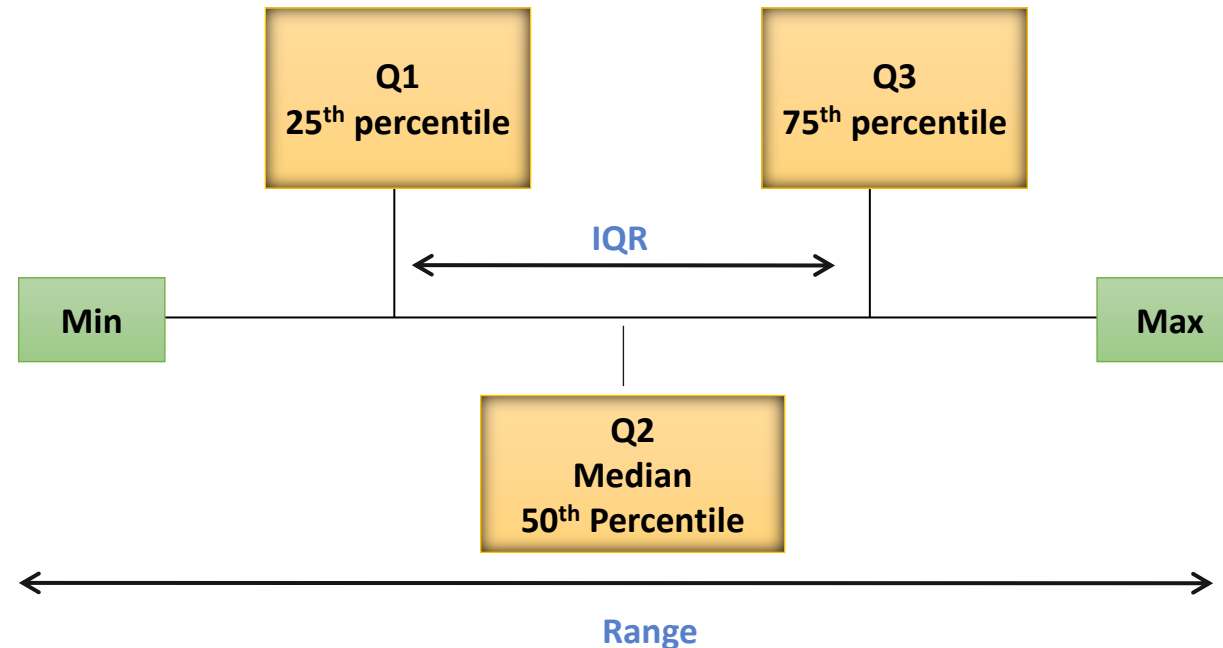 Q1
25th percentile
Q3
75th percentile
IQR
Min
Max
Q2
Median
50th Percentile
Range